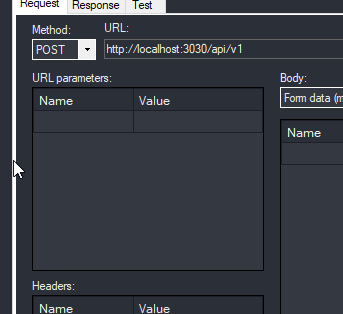 Request Response Test
Method: URL:
POST http://localhost:3030/api/v1
URL parameters: Body:
Form data (m
Name Value
Name
Headers:
Name Value